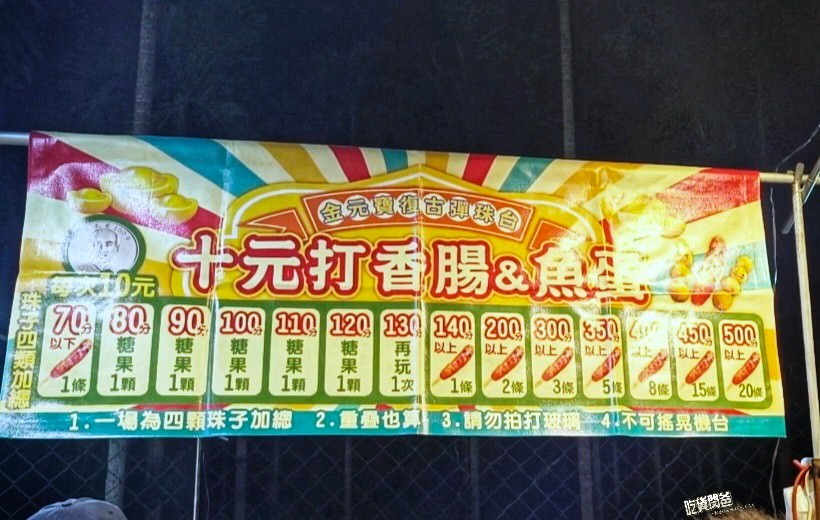 金元寶復古彈珠台
十元打香腸&魚蛋
每次10元
珠子四顆加總
70分以下 1條
80分 糖果1顆
90分 糖果1顆
100分 糖果1顆
110分 糖果1顆
120分 糖果1顆
130分 再玩1次
140分以上 1條
200分以上 2條
300分以上 3條
350分以上 5條
以上 8條
450分以上 15條
500分以上 20條
1.一場為四顆珠子加總 2.重疊也算 3.請勿拍打玻璃 4.不可搖晃機台
吃貨閃爸